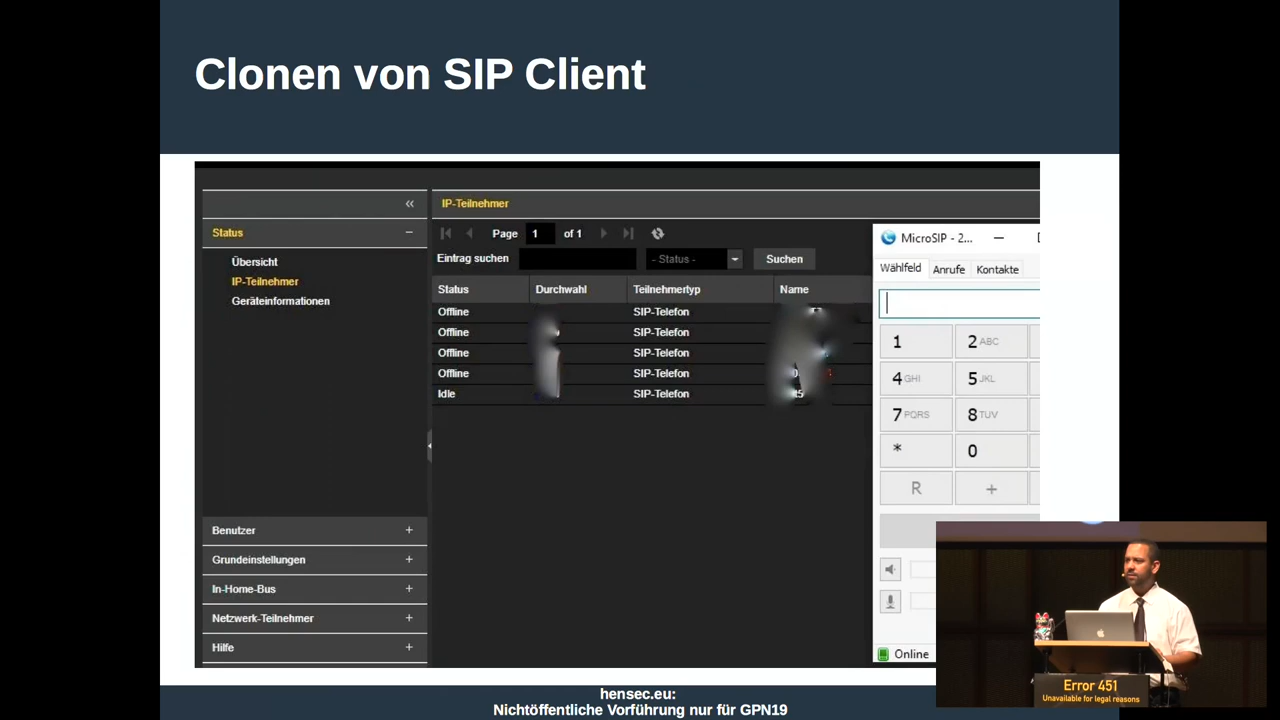 Clonen von SIP Client
Status
Übersicht
IP-Teilnehmer
Geräteinformationen
Benutzer
Grundeinstellungen
In-Home-Bus
Netzwerk-Teilnehmer
Hilfe
IP-Teilnehmer
Page 1 of 1
Eintrag suchen - Status - Suchen
Status Durchwahl Teilnehmertyp Name
Offline SIP-Telefon
Offline SIP-Telefon
Offline SIP-Telefon
Offline SIP-Telefon
Idle SIP-Telefon
MicroSIP - 2...
Wählfeld Anrufe Kontakte
1 2 ABC
4 GHI 5 JKL
7 PQRS 8 TUV
* 0
R +
Online
hensec.eu:
Nichtöffentliche Vorführung nur für GPN19
Error 451
Unavailable for legal reasons